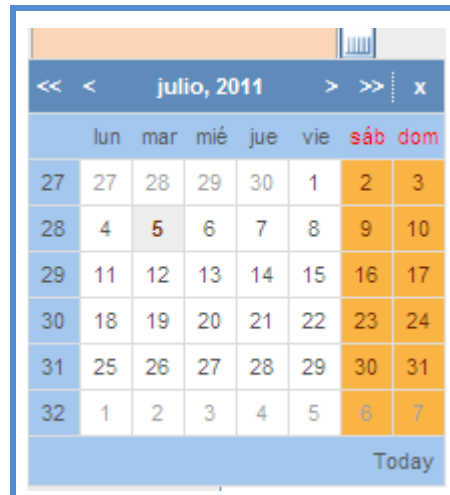 << < julio, 2011 > >> x
lun mar mié jue vie sáb dom
27 27 28 29 30 1 2 3
28 4 5 6 7 8 9 10
29 11 12 13 14 15 16 17
30 18 19 20 21 22 23 24
31 25 26 27 28 29 30 31
32 1 2 3 4 5 6 7
Today